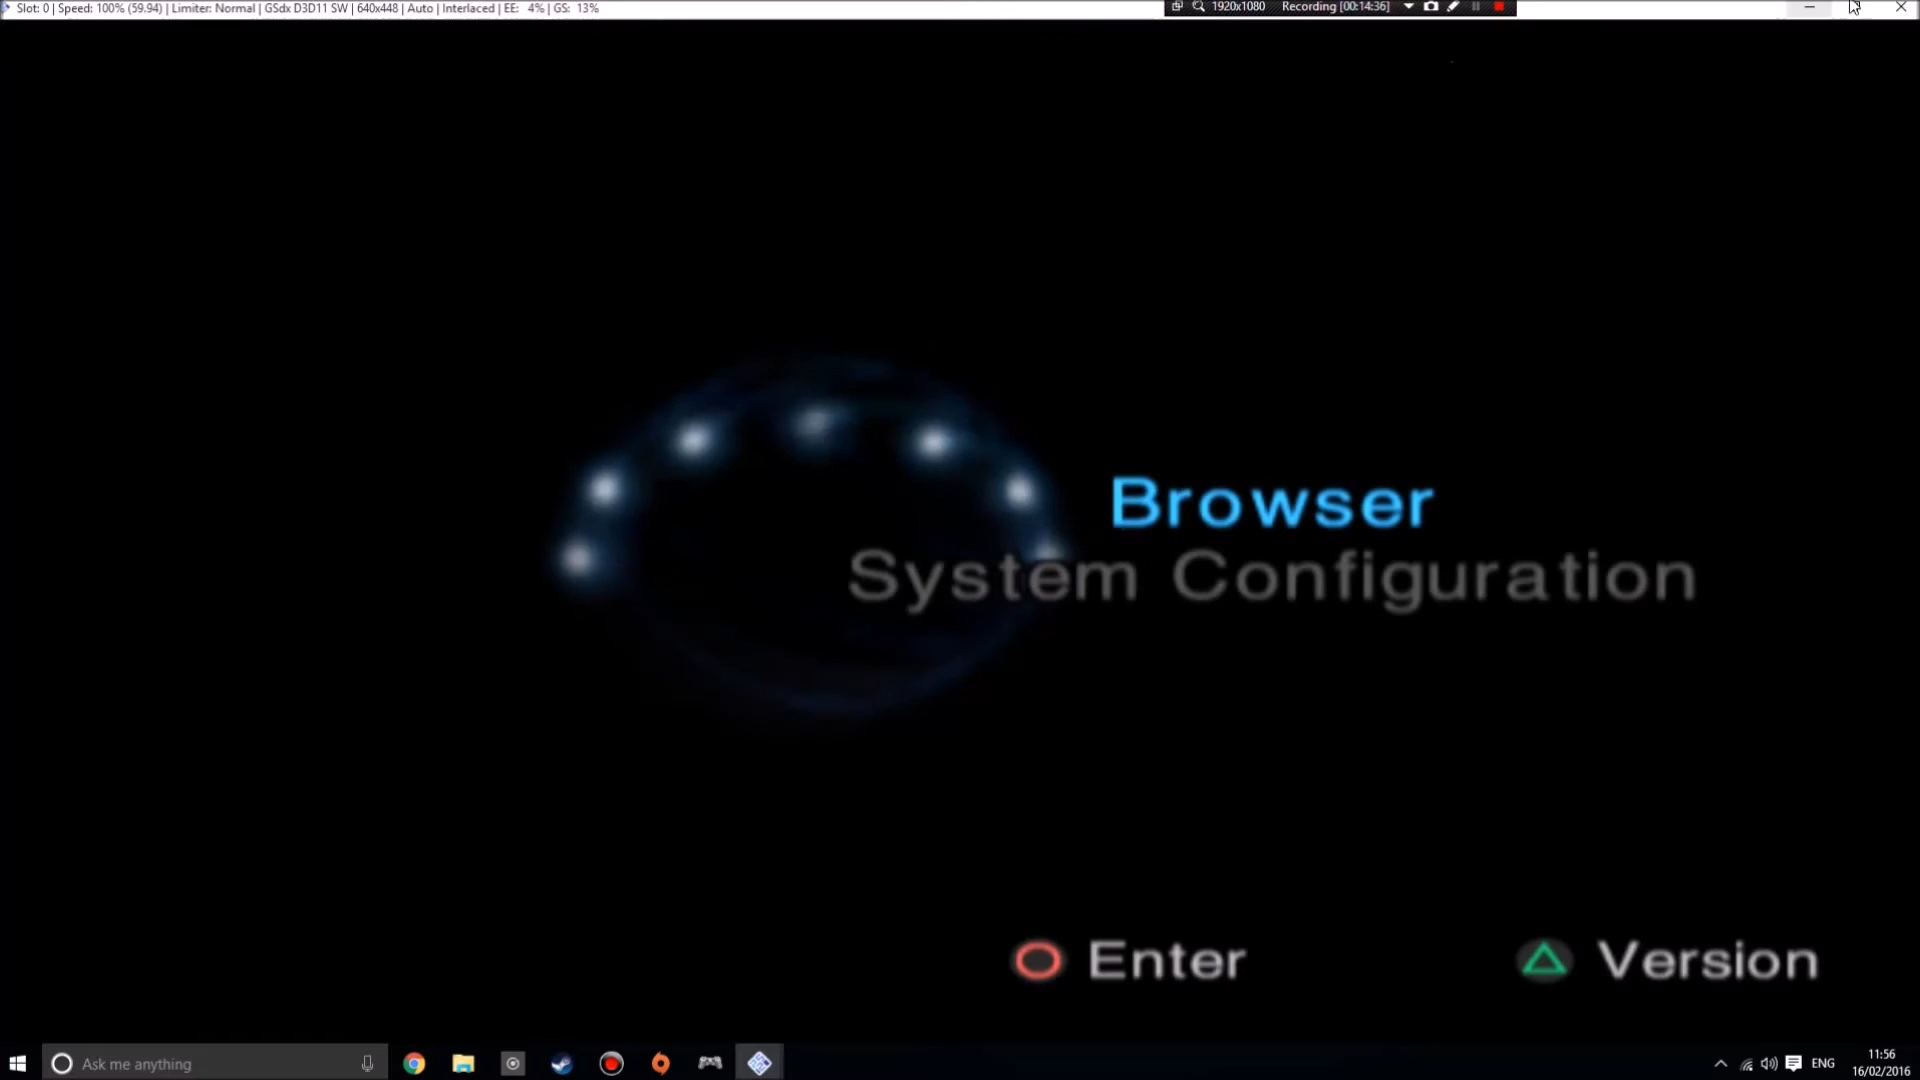 Slot: 0 | Speed: 100% (59.94) | Limiter: Normal | GSdx D3D11 SW | 640x448 | Auto | Interlaced | EE: 4% | GS: 13%
1920x1080 Recording [00:14:36]
Browser
System Configuration
Enter
Version
Ask me anything
ENG
11:56
16/02/2016